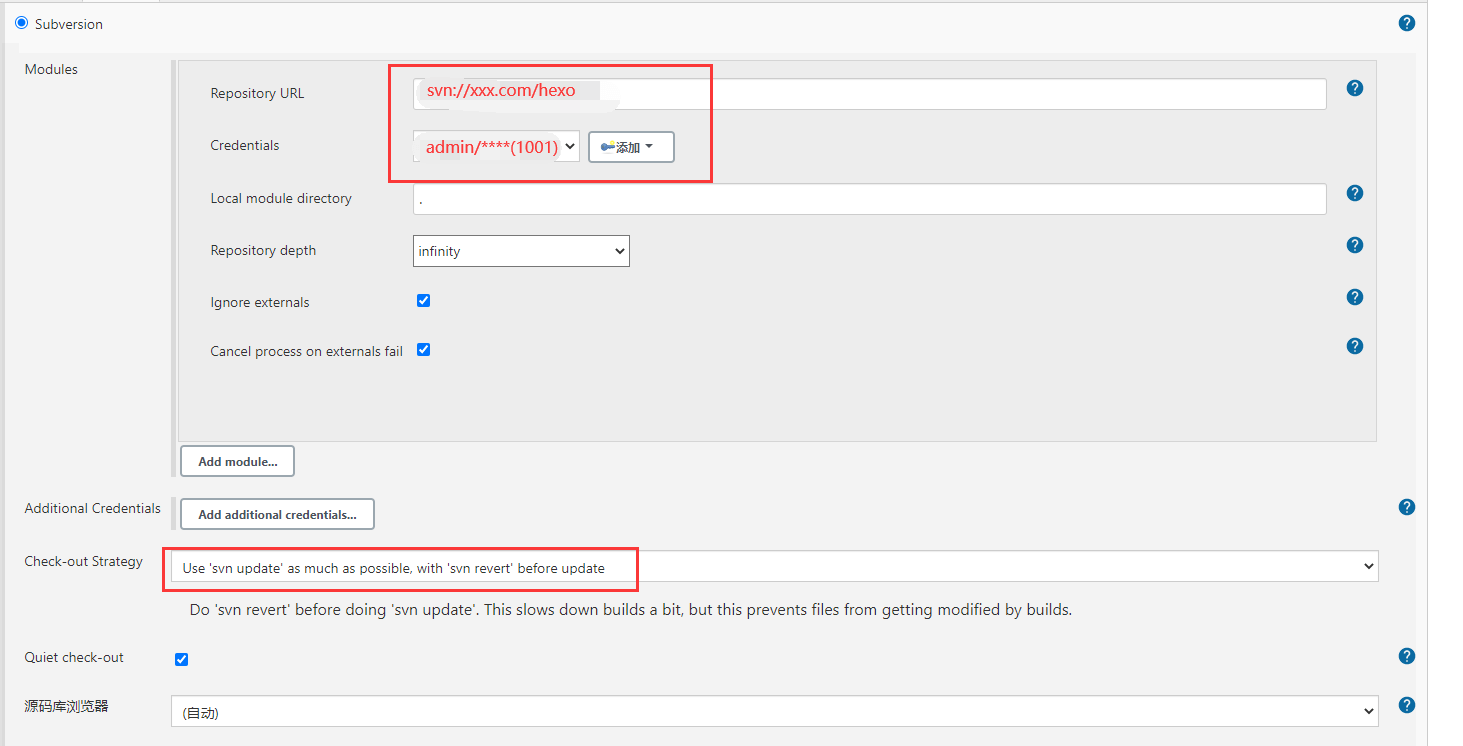 Subversion
Modules
Repository URL
svn://xxx.com/hexo
Credentials
admin/****(1001)
添加
Local module directory
.
Repository depth
infinity
Ignore externals
Cancel process on externals fail
Add module...
Additional Credentials
Add additional credentials...
Check-out Strategy
Use 'svn update' as much as possible, with 'svn revert' before update
Do 'svn revert' before doing 'svn update'. This slows down builds a bit, but this prevents files from getting modified by builds.
Quiet check-out
源码库浏览器
(自动)